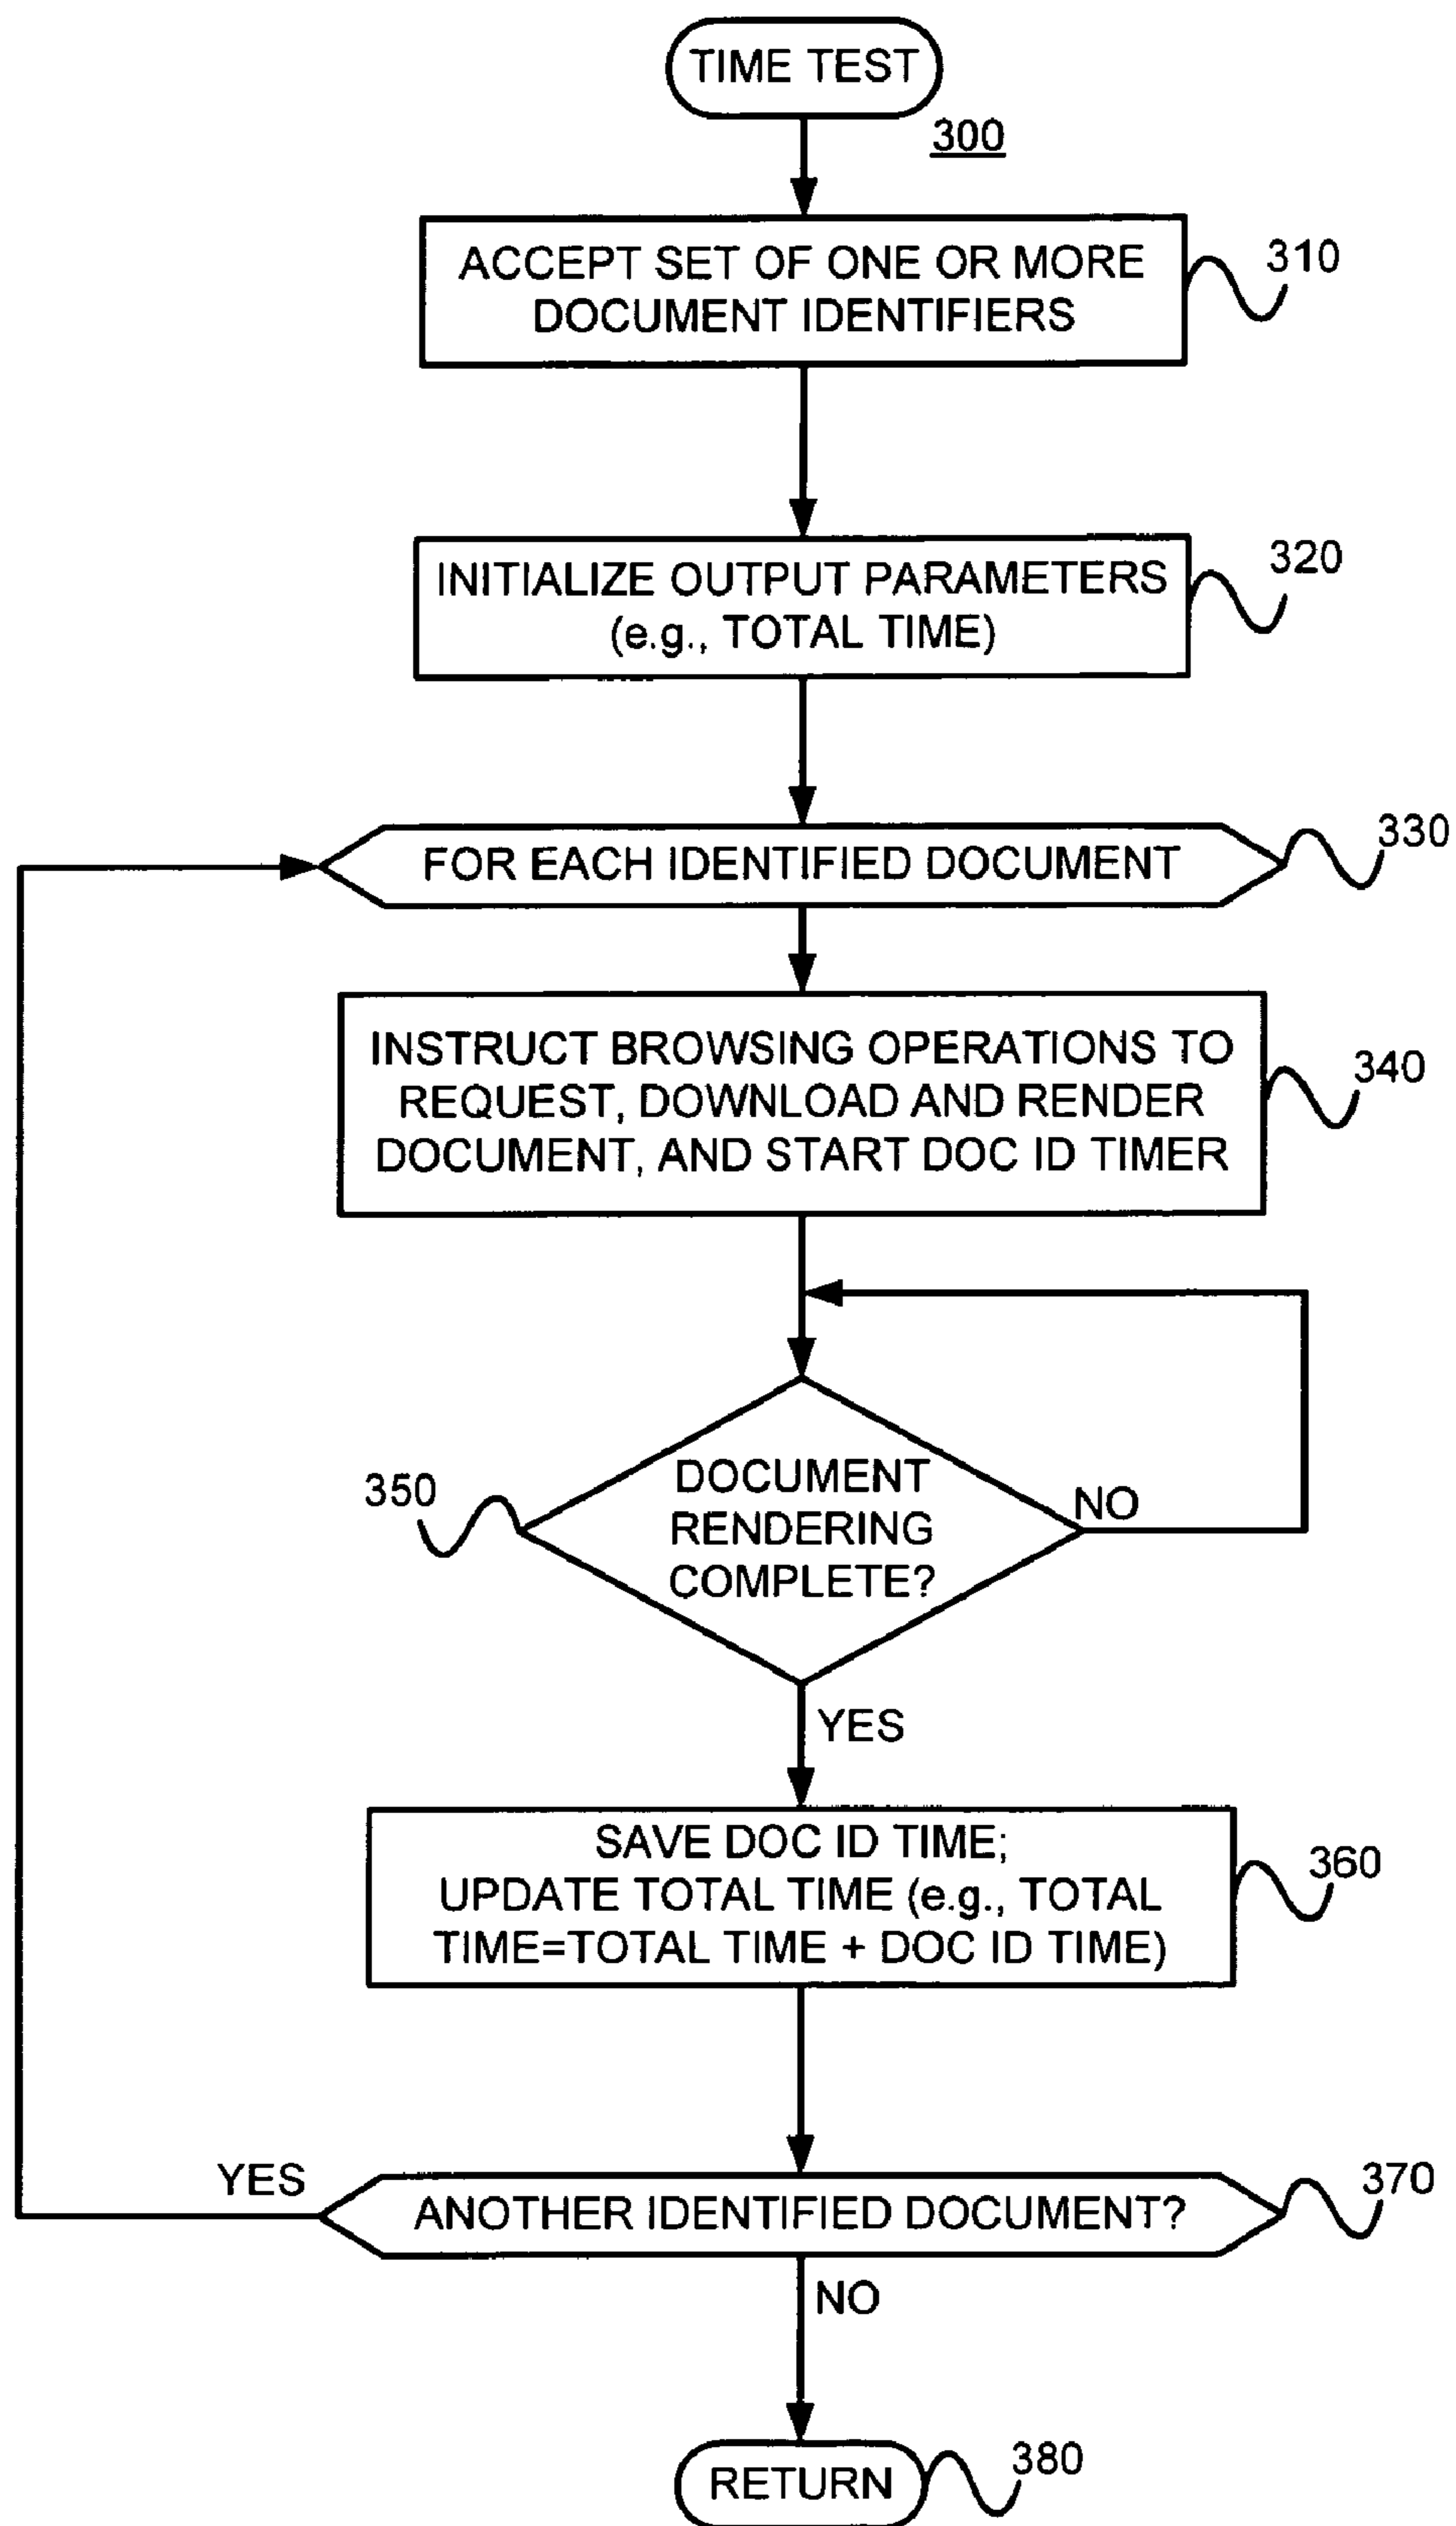 TIME TEST
300
ACCEPT SET OF ONE OR MORE
DOCUMENT IDENTIFIERS
310
INITIALIZE OUTPUT PARAMETERS
(e.g., TOTAL TIME)
320
FOR EACH IDENTIFIED DOCUMENT
330
INSTRUCT BROWSING OPERATIONS TO
REQUEST, DOWNLOAD AND RENDER
DOCUMENT, AND START DOC ID TIMER
340
DOCUMENT
RENDERING
COMPLETE?
350
NO
YES
SAVE DOC ID TIME;
UPDATE TOTAL TIME (e.g., TOTAL
TIME=TOTAL TIME + DOC ID TIME)
360
YES
ANOTHER IDENTIFIED DOCUMENT?
370
NO
RETURN
380